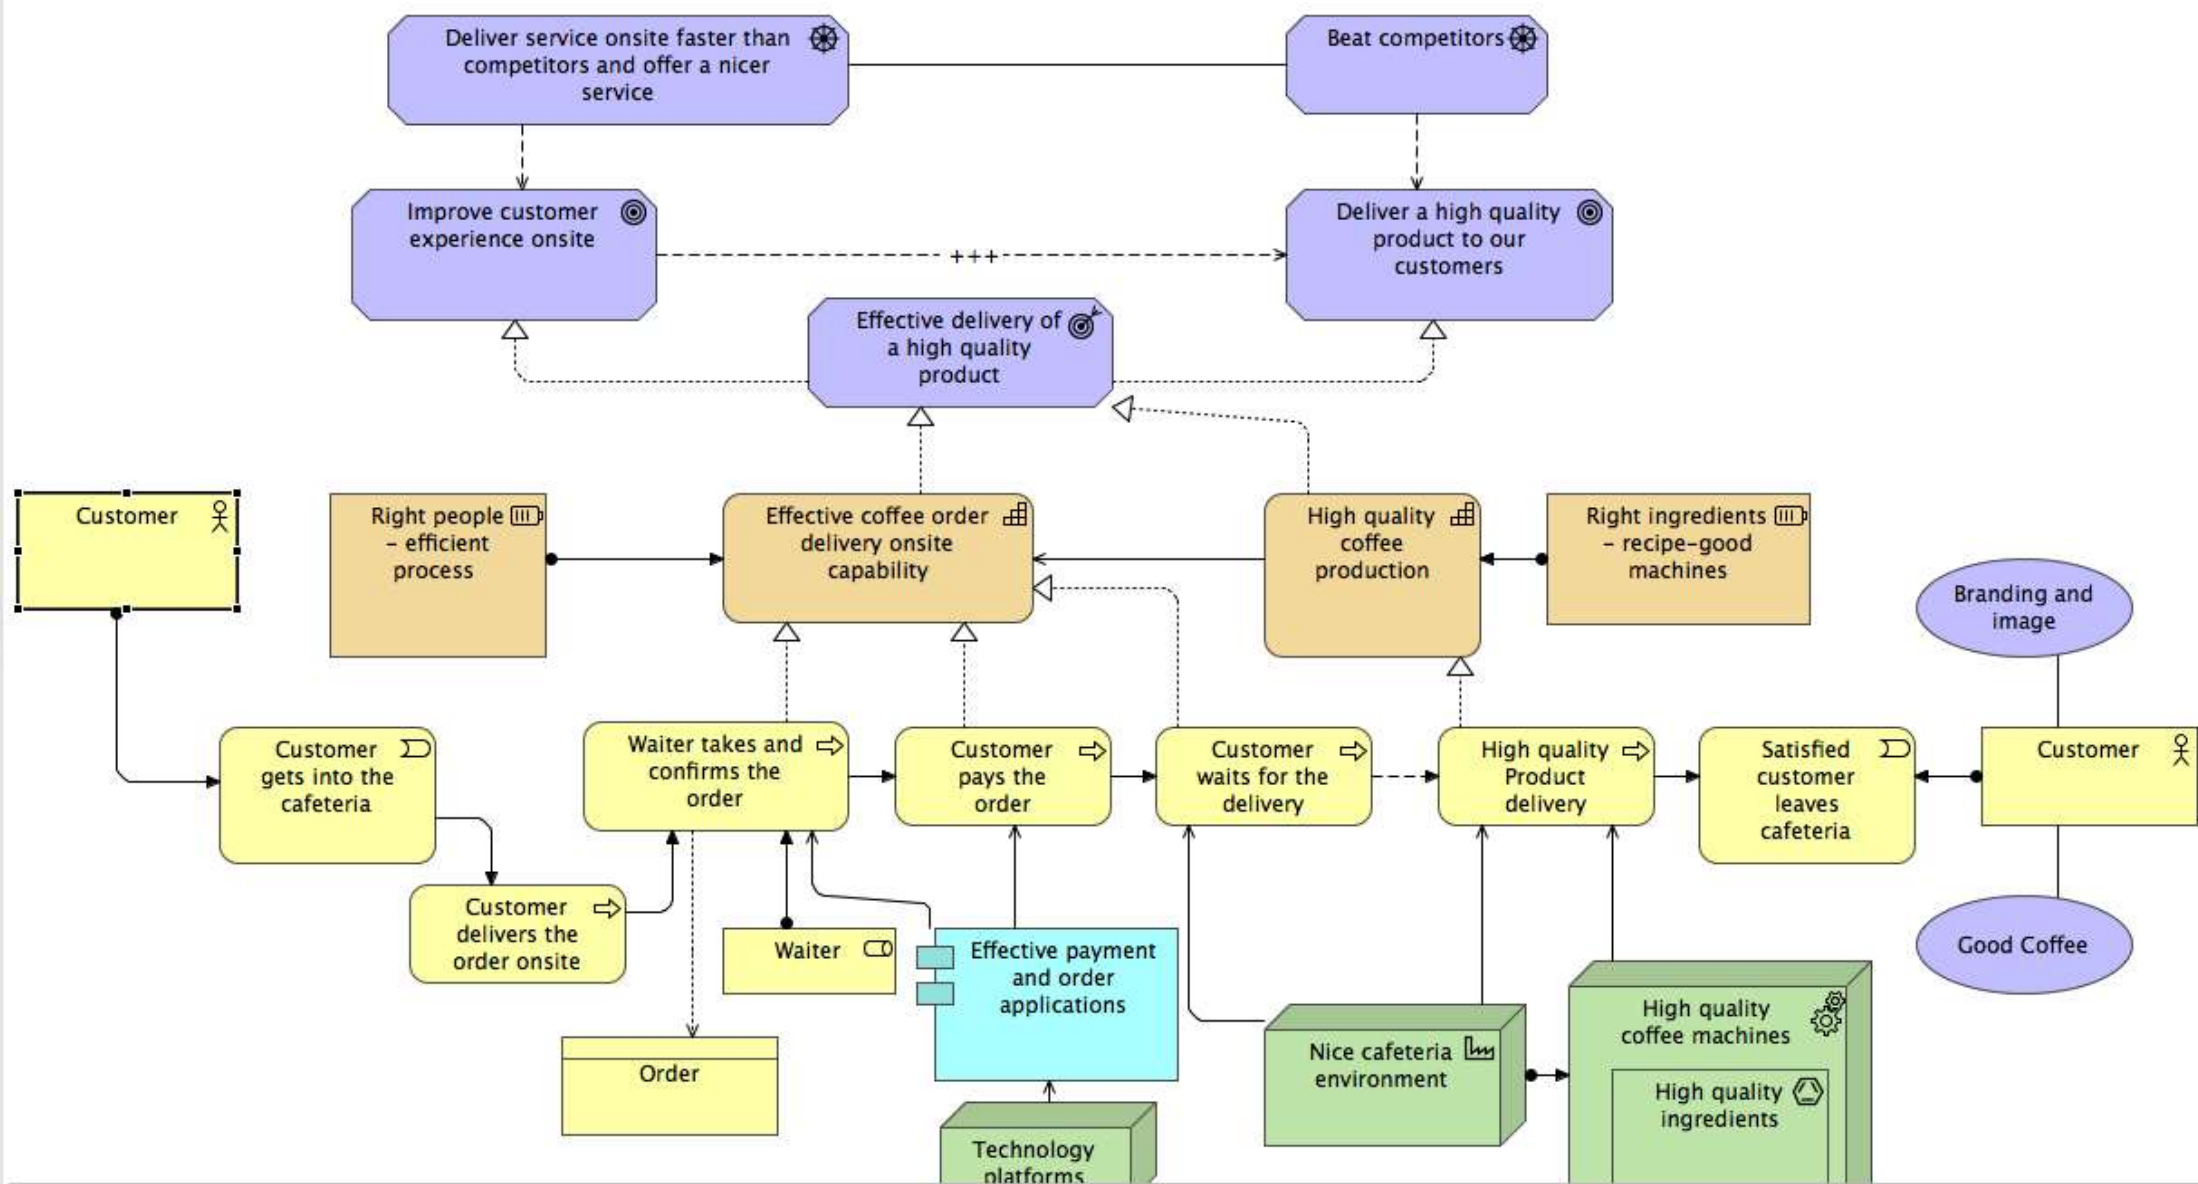 Deliver service onsite faster than
competitors and offer a nicer
service
Beat competitors
Improve customer
experience onsite
+++
Deliver a high quality
product to our
customers
Effective delivery of
a high quality
product
Customer
Right people
– efficient
process
Effective coffee order
delivery onsite
capability
High quality
coffee
production
Right ingredients
– recipe–good
machines
Branding and
image
Customer
gets into the
cafeteria
Waiter takes and
confirms the
order
Customer
pays the
order
Customer
waits for the
delivery
High quality
Product
delivery
Satisfied
customer
leaves
cafeteria
Customer
Customer
delivers the
order onsite
Waiter
Effective payment
and order
applications
Good Coffee
Order
Nice cafeteria
environment
High quality
coffee machines
High quality
ingredients
Technology
platforms